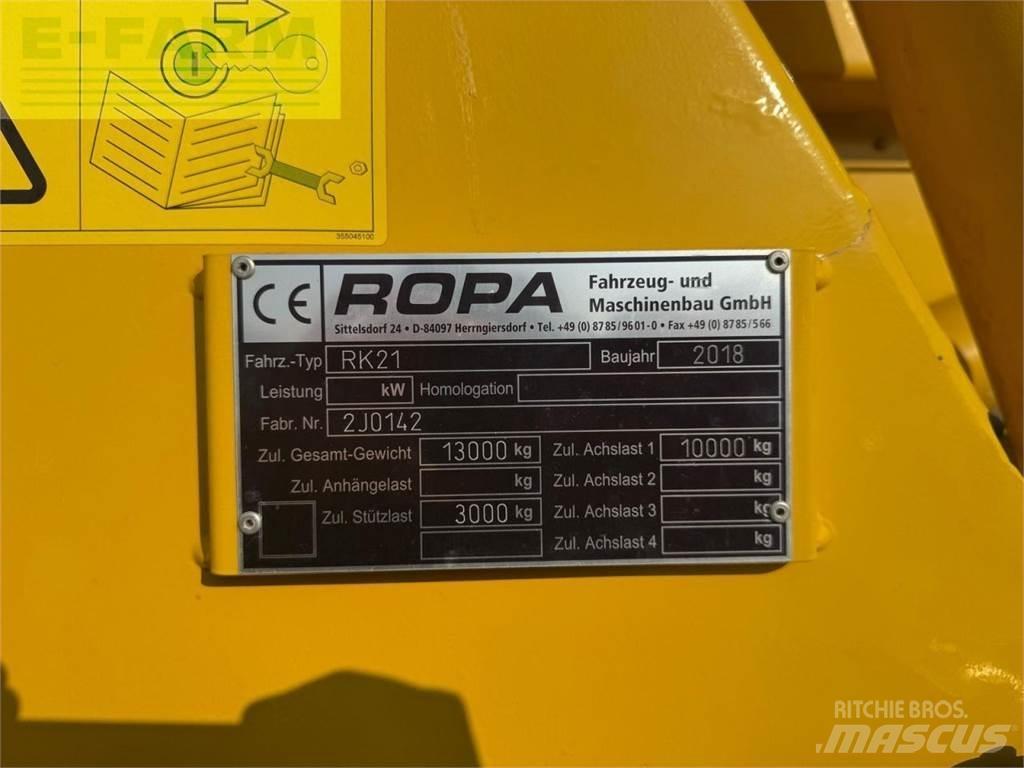 E-FARM
1
355045100
CE ROPA Fahrzeug- und
Maschinenbau GmbH
Sittelsdorf 24 • D-84097 Herrngiersdorf • Tel. +49 (0) 8785/9601-0 • Fax +49 (0) 8785/566
Fahrz.-Typ RK21 Baujahr 2018
Leistung kW Homologation
Fabr. Nr. 2J0142
Zul. Gesamt-Gewicht 13000 kg Zul. Achslast 1 10000 kg
Zul. Anhängelast kg Zul. Achslast 2 kg
Zul. Stützlast 3000 kg Zul. Achslast 3 kg
Zul. Achslast 4 kg
RITCHIE BROS.
MASCUS